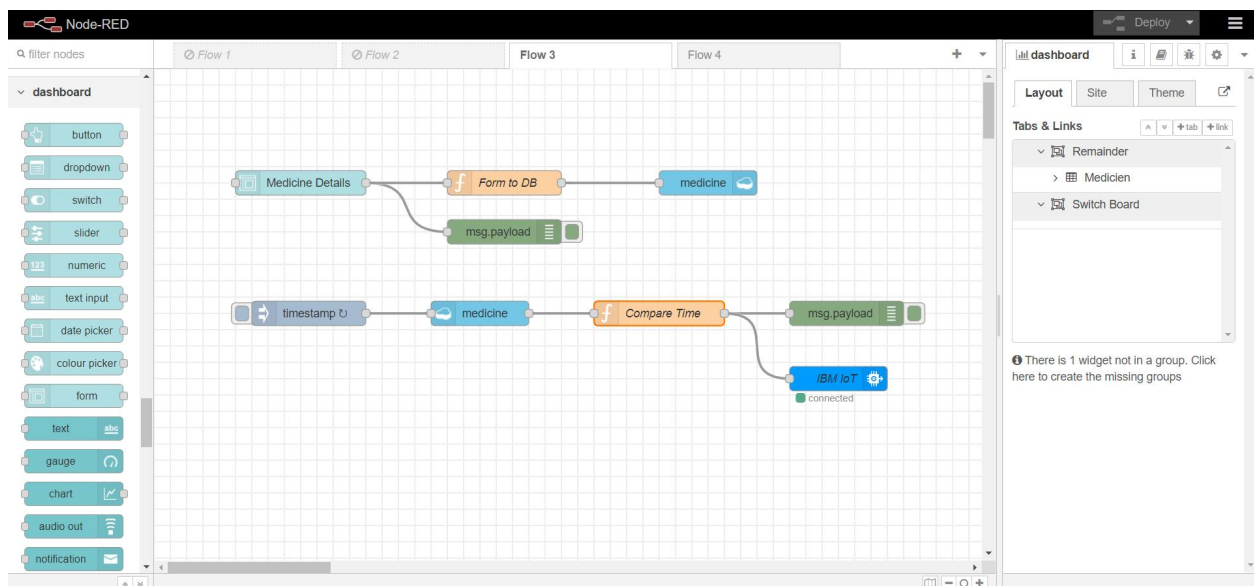 Node-RED
Deploy
filter nodes
Flow 1
Flow 2
Flow 3
Flow 4
dashboard
i
dashboard
button
dropdown
switch
slider
123 numeric
abc text input
date picker
colour picker
form
text abc
gauge
chart
audio out
notification
Medicine Details
f Form to DB
medicine
msg.payload
timestamp ↻
medicine
f Compare Time
msg.payload
IBM IoT
connected
Layout
Site
Theme
Tabs & Links
+ tab
+ link
Remainder
Medicien
Switch Board
There is 1 widget not in a group. Click
here to create the missing groups